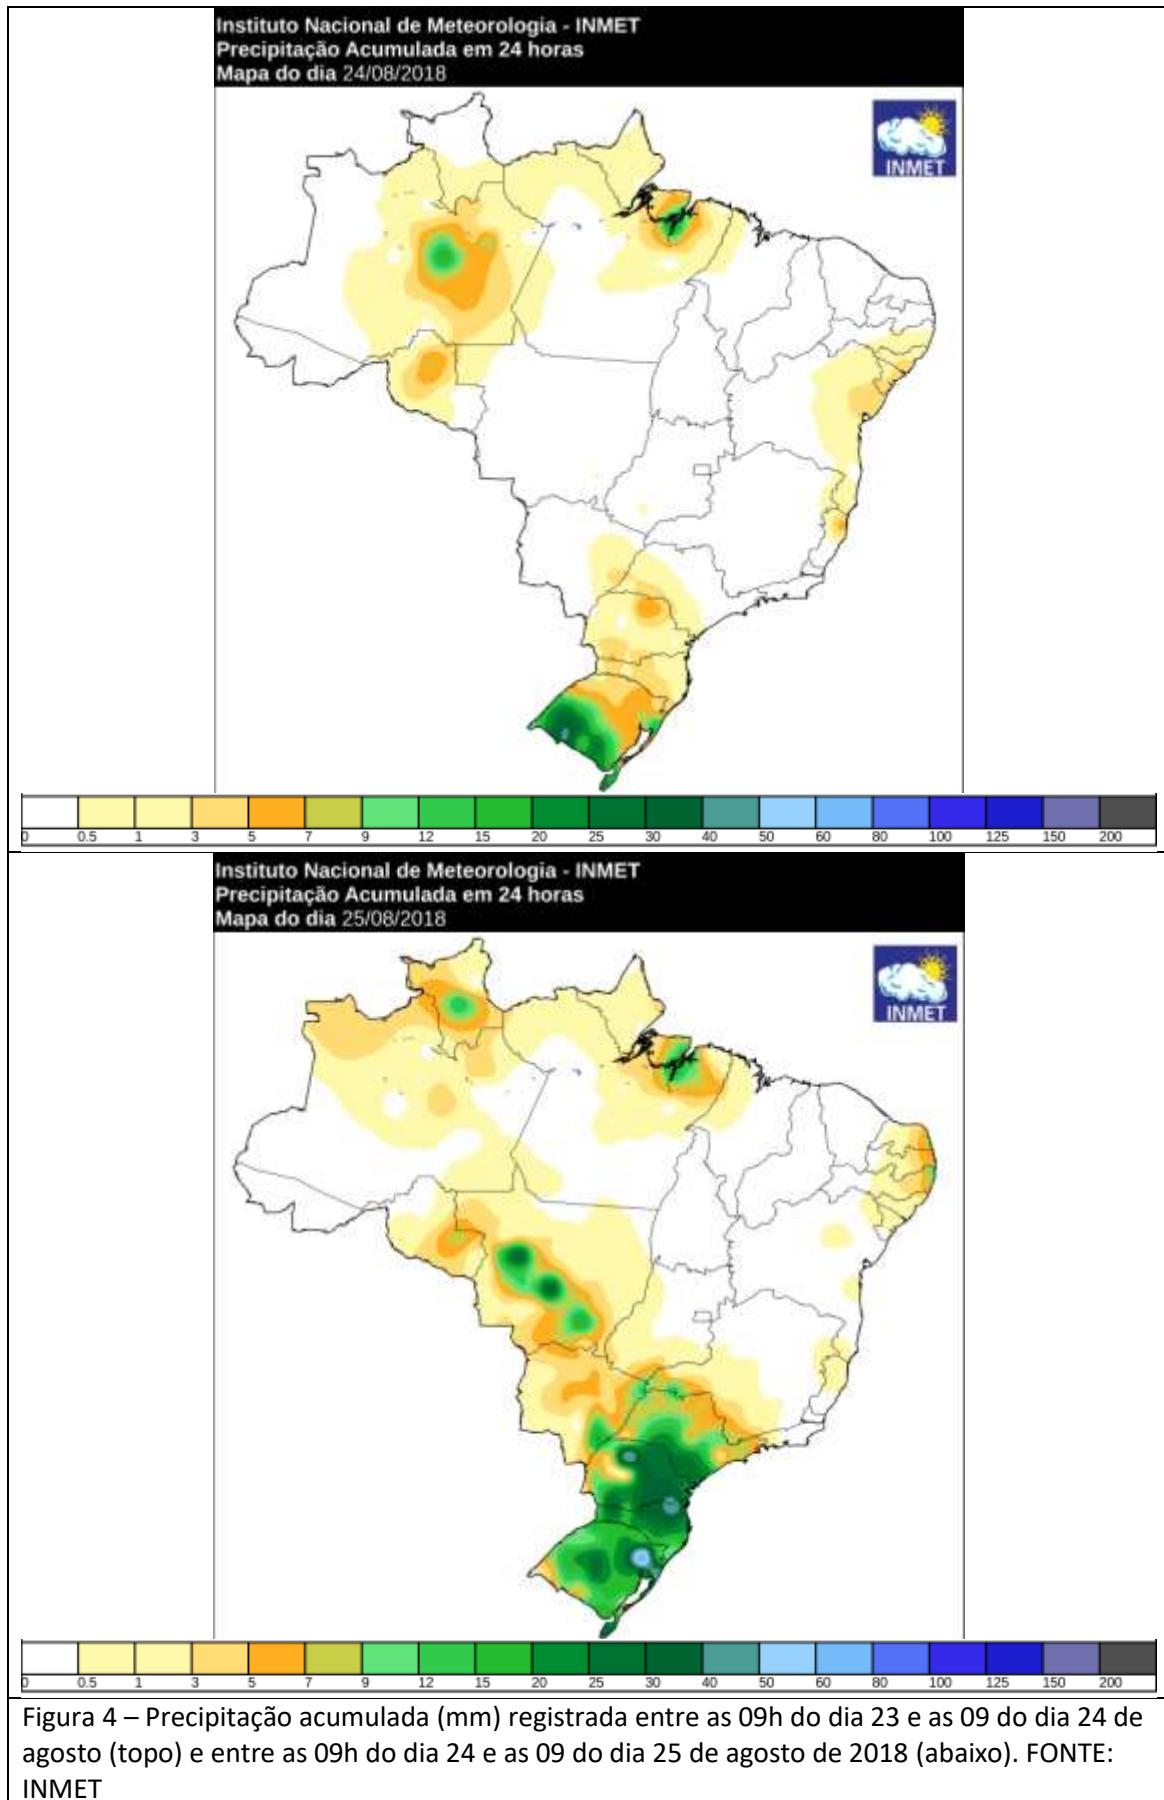 Instituto Nacional de Meteorologia - INMET
Precipitação Acumulada em 24 horas
Mapa do dia 24/08/2018
INMET
0 0.5 1 3 5 7 9 12 15 20 25 30 40 50 60 80 100 125 150 200
Instituto Nacional de Meteorologia - INMET
Precipitação Acumulada em 24 horas
Mapa do dia 25/08/2018
INMET
0 0.5 1 3 5 7 9 12 15 20 25 30 40 50 60 80 100 125 150 200
Figura 4 – Precipitação acumulada (mm) registrada entre as 09h do dia 23 e as 09 do dia 24 de
agosto (topo) e entre as 09h do dia 24 e as 09 do dia 25 de agosto de 2018 (abaixo). FONTE:
INMET